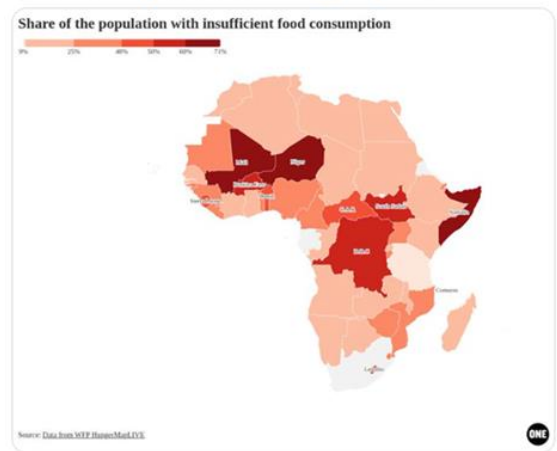 Share of the population with insufficient food consumption
9% 25% 40% 50% 60% 71%
Mali
Niger
Burkina Faso
C.A.R.
South Sudan
Somalia
D.R.C.
Comoros
Lesotho
Source: Data from WFP HungerMapLIVE
ONE